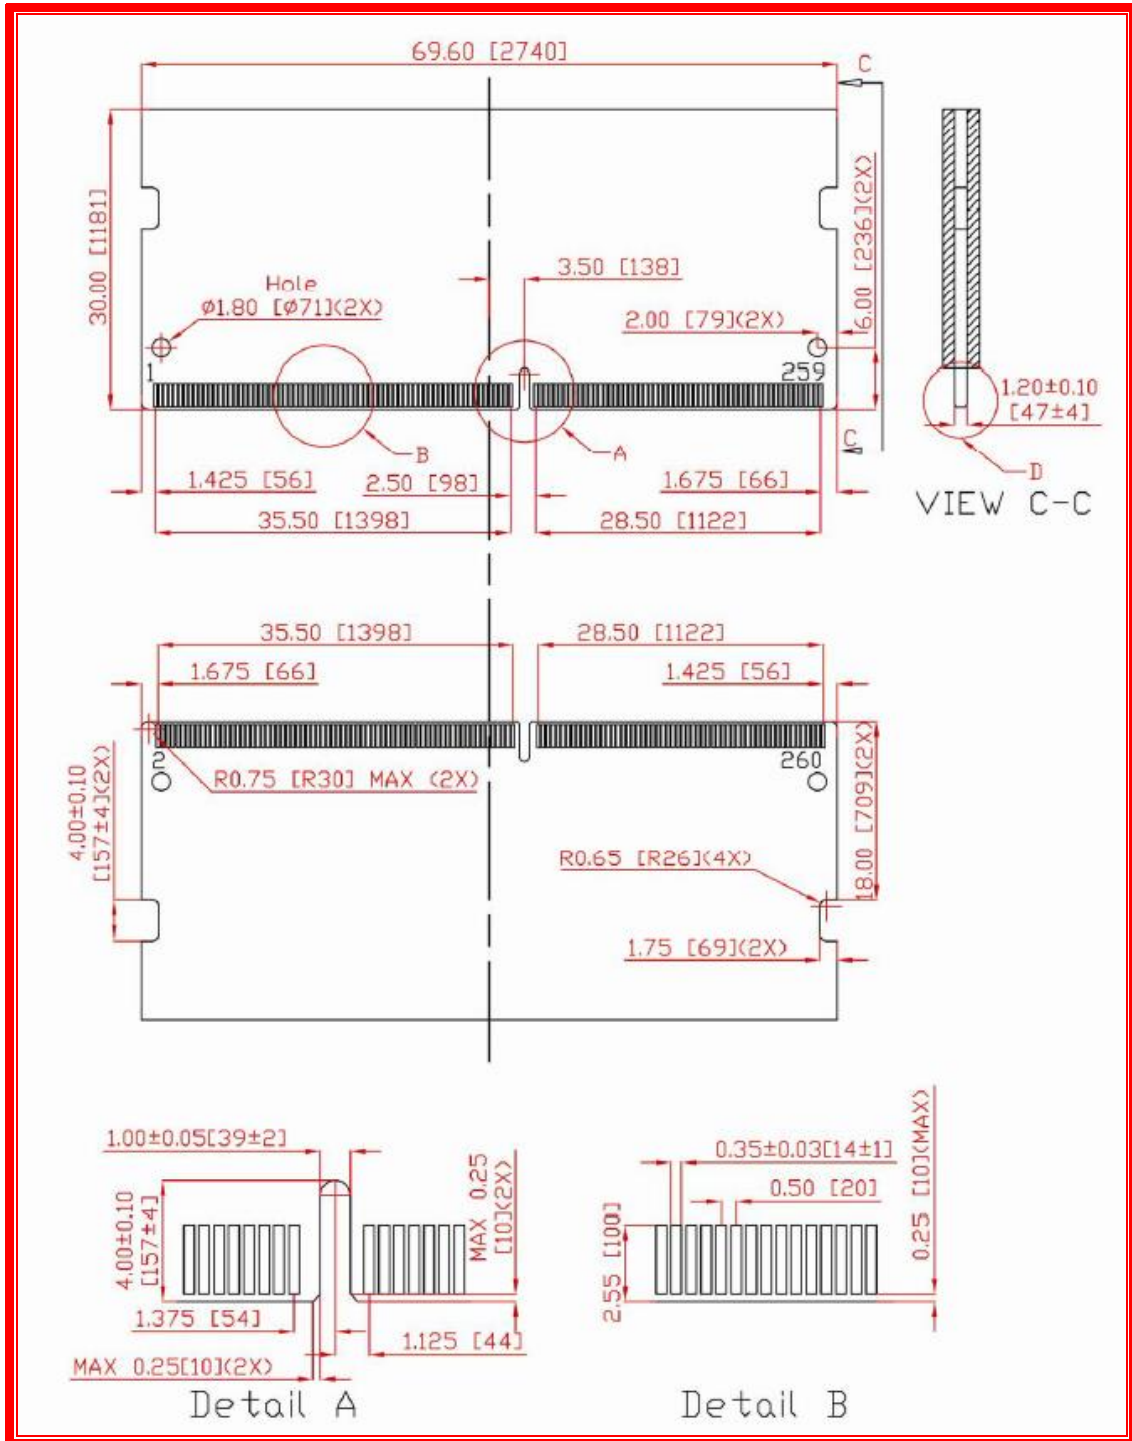 69.60 [2740]
C
30.00 [1181]
6.00 [236](2X)
3.50 [138]
Hole
ø1.80 [ø71](2X)
2.00 [79](2X)
1
259
1.20±0.10
[47±4]
B
A
C
D
1.425 [56]
2.50 [98]
1.675 [66]
VIEW C-C
35.50 [1398]
28.50 [1122]
35.50 [1398]
28.50 [1122]
1.675 [66]
1.425 [56]
2
260
R0.75 [R30] MAX (2X)
4.00±0.10
[157±4](2X)
18.00 [709](2X)
R0.65 [R26](4X)
1.75 [69](2X)
1.00±0.05[39±2]
4.00±0.10
[157±4]
MAX 0.25
[10](2X)
1.375 [54]
1.125 [44]
MAX 0.25[10](2X)
Detail A
0.35±0.03[14±1]
0.50 [20]
2.55 [100]
0.25 [10](MAX)
Detail B